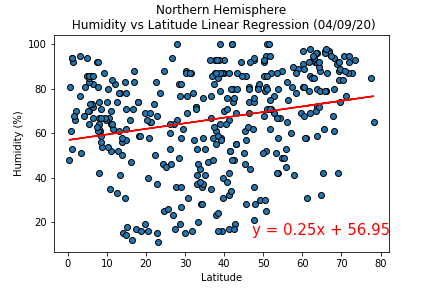 Northern Hemisphere
Humidity vs Latitude Linear Regression (04/09/20)
100
80
60
40
20
Humidity (%)
y = 0.25x + 56.95
0 10 20 30 40 50 60 70 80
Latitude